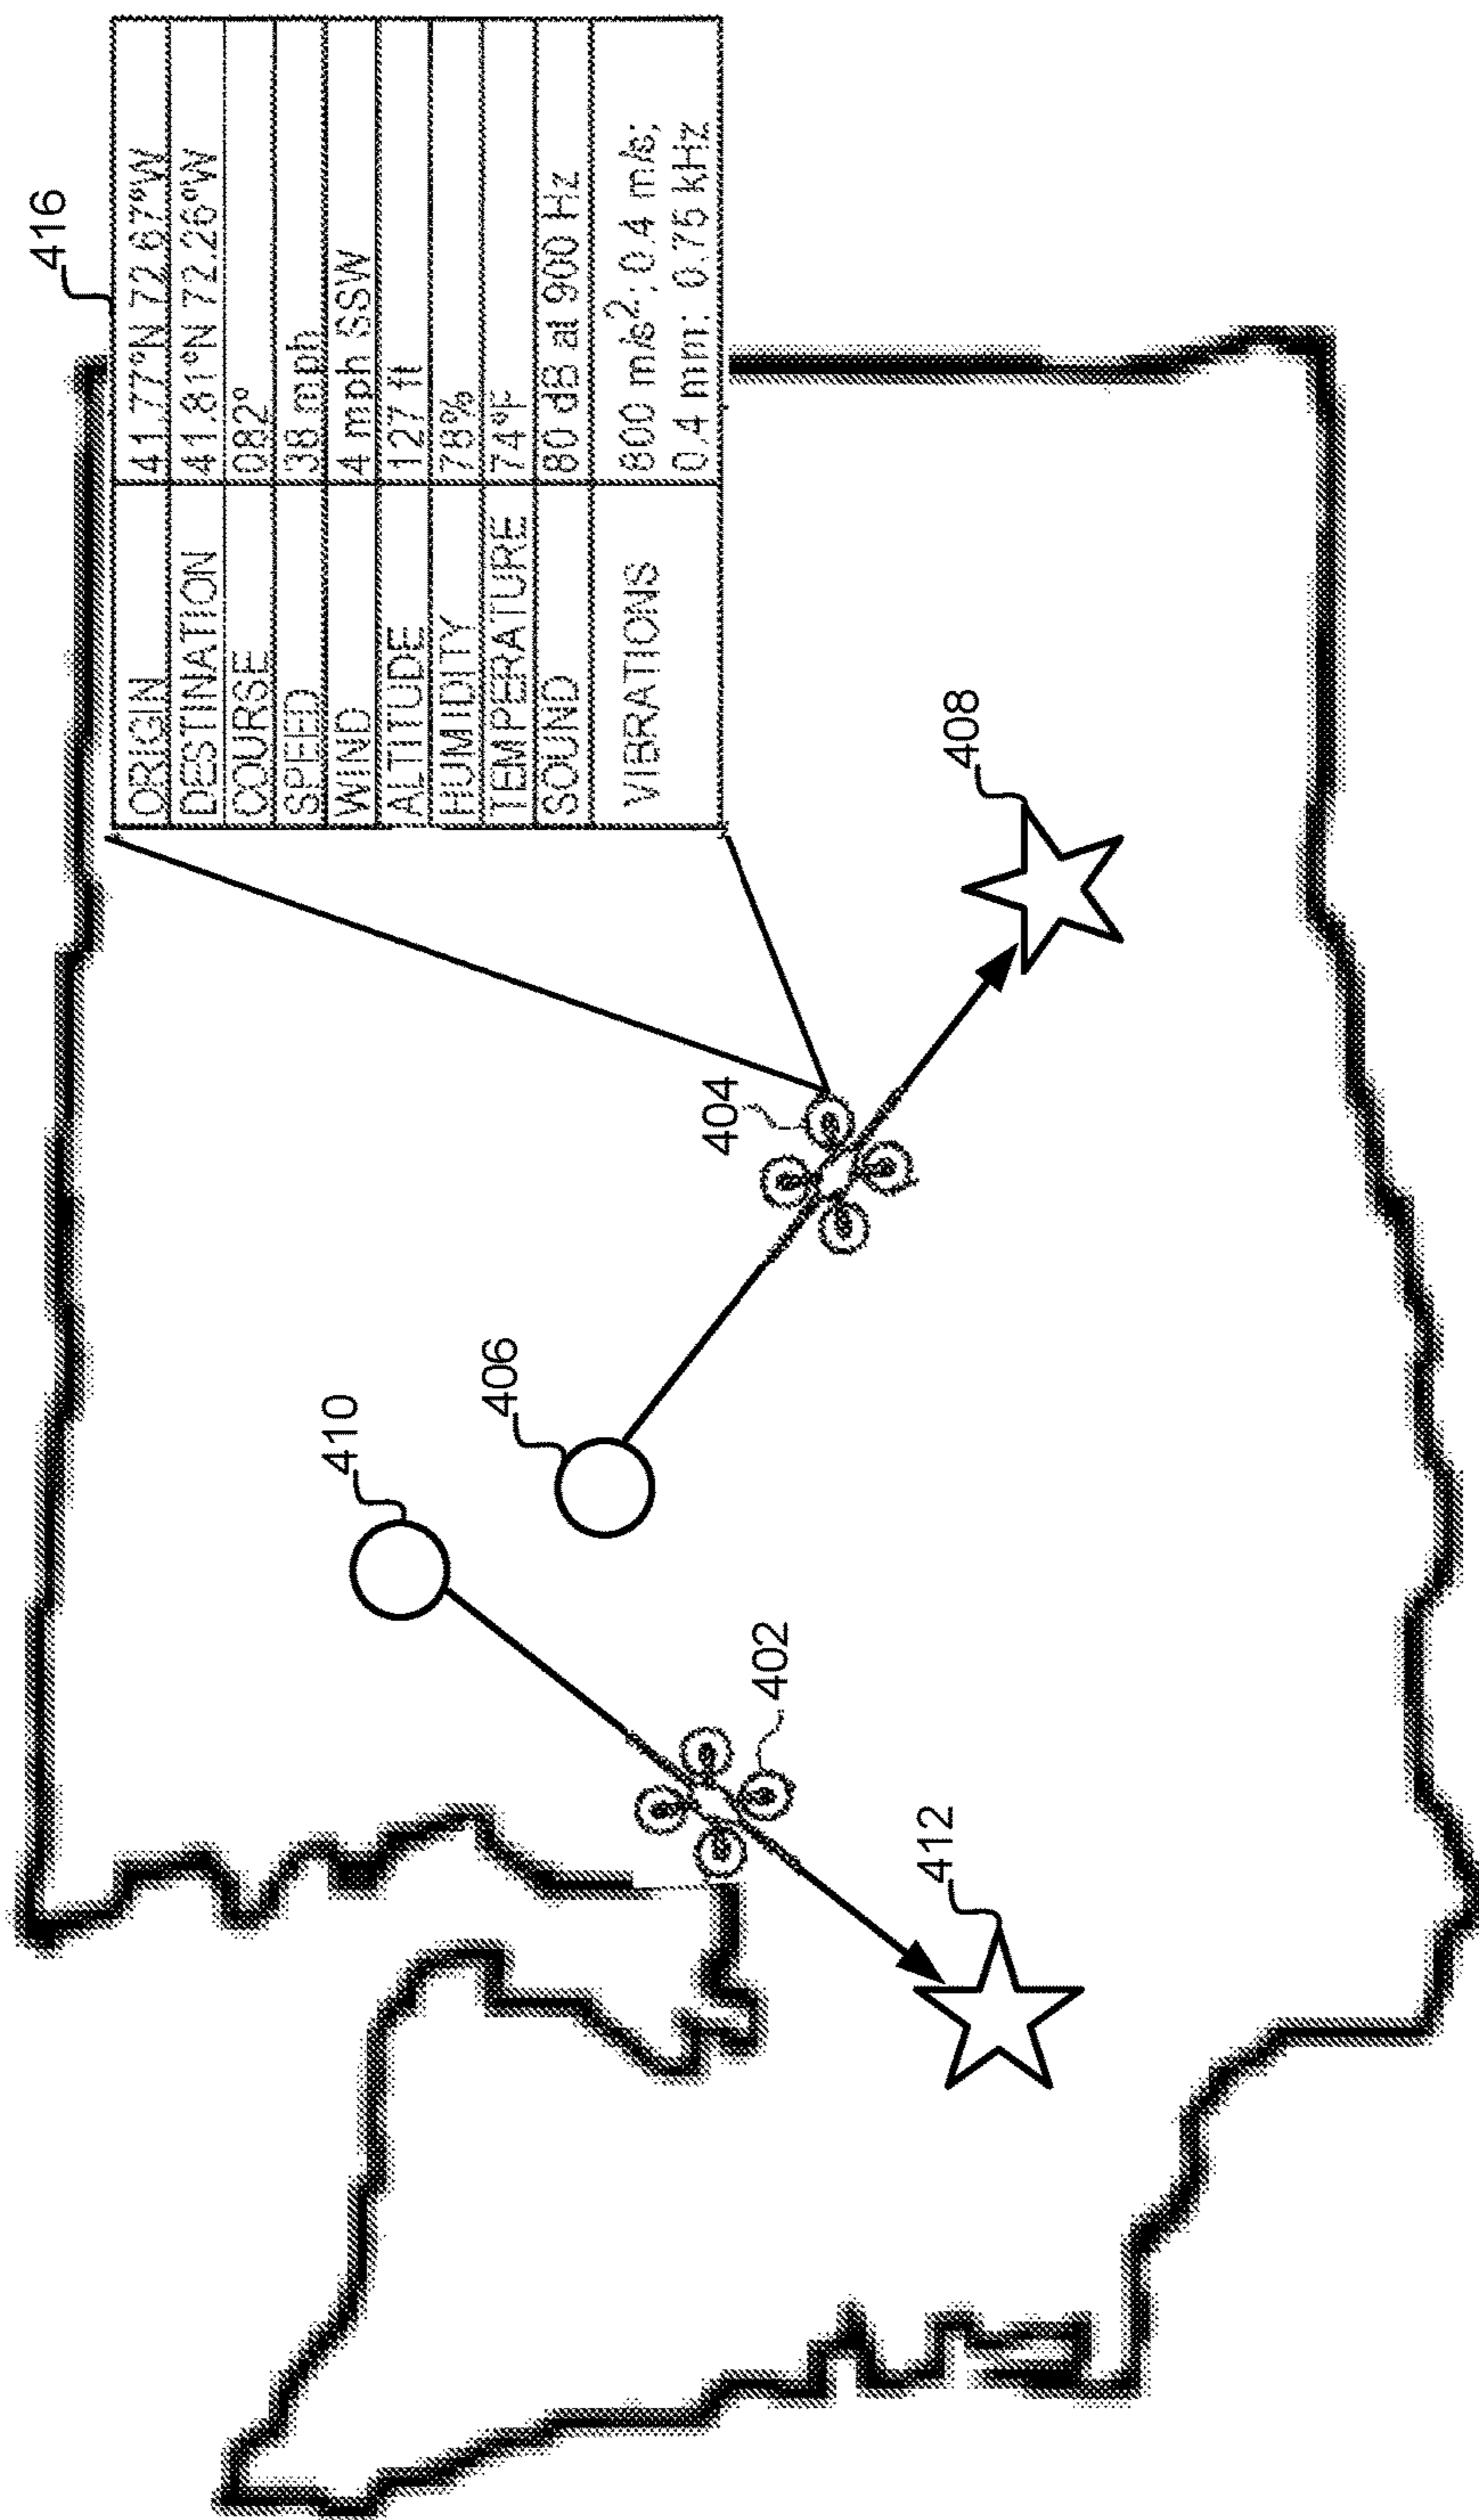 416
ORIGIN 41.77°N 72.67°W
DESTINATION 41.81°N 72.26°W
COURSE 082°
SPEED 38 mph
WIND 4 mph SSW
ALTITUDE 127 ft
HUMIDITY 78%
TEMPERATURE 74°F
SOUND 80 dB at 900 Hz
VIBRATIONS 800 m/s²; 0.4 m/s;
0.4 mm; 0.75 kHz
410
406
404
408
402
412